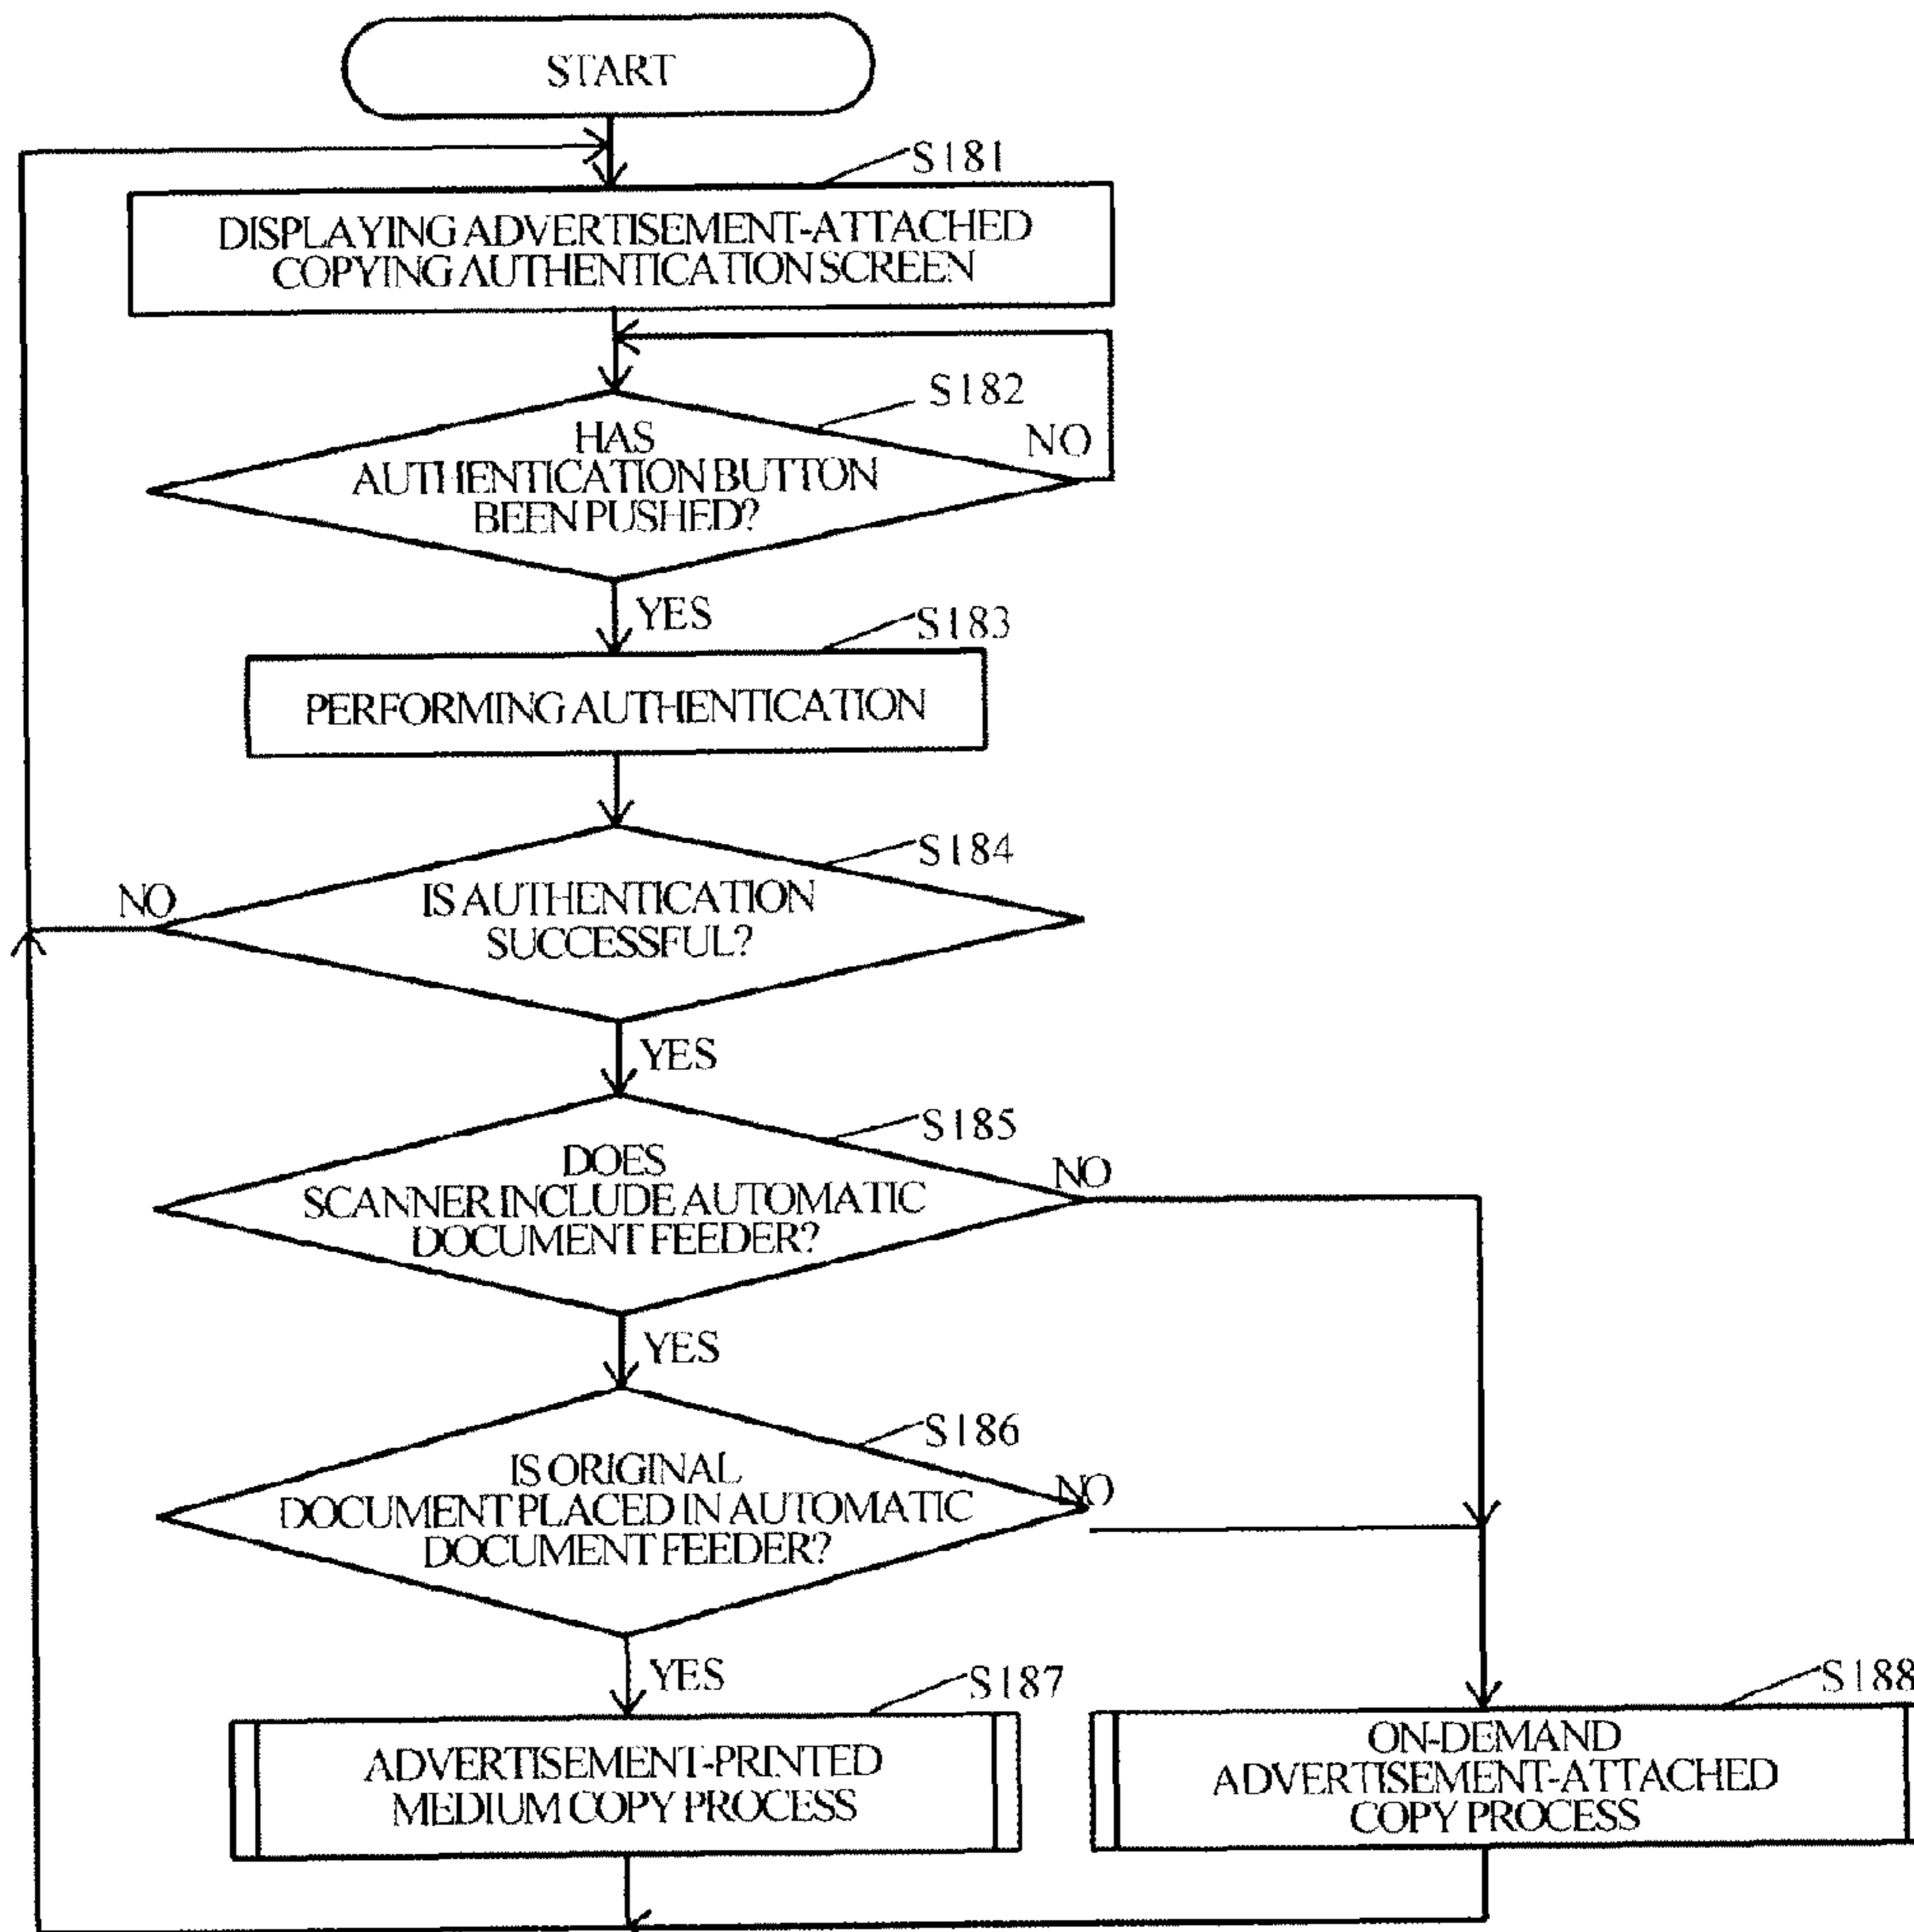 START
S181
DISPLAYING ADVERTISEMENT-ATTACHED
COPYING AUTHENTICATION SCREEN
S182
HAS
AUTHENTICATION BUTTON
BEEN PUSHED?
NO
YES
S183
PERFORMING AUTHENTICATION
S184
IS AUTHENTICATION
SUCCESSFUL?
NO
YES
S185
DOES
SCANNER INCLUDE AUTOMATIC
DOCUMENT FEEDER?
NO
YES
S186
IS ORIGINAL
DOCUMENT PLACED IN AUTOMATIC
DOCUMENT FEEDER?
NO
YES
S187
ADVERTISEMENT-PRINTED
MEDIUM COPY PROCESS
S188
ON-DEMAND
ADVERTISEMENT-ATTACHED
COPY PROCESS